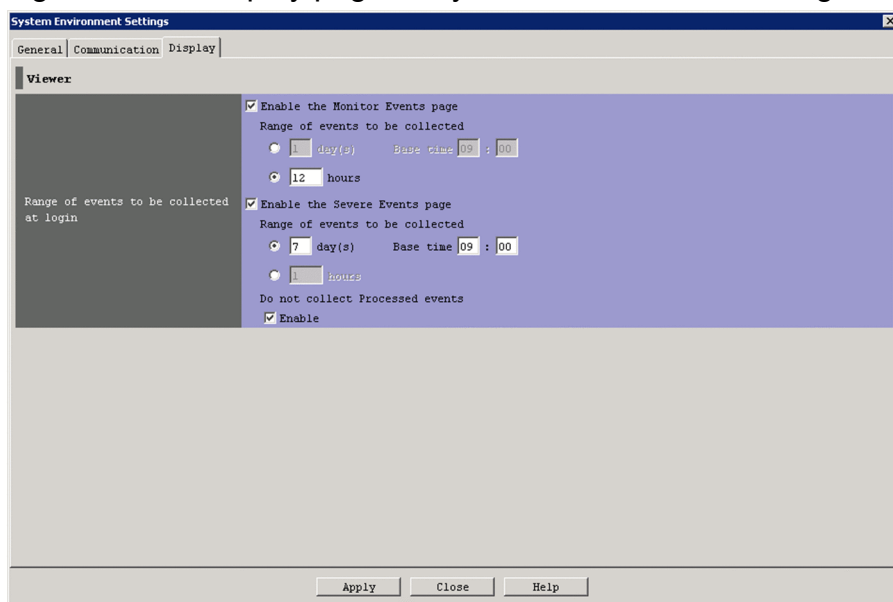 System Environment Settings
General Communication Display
Viewer
Range of events to be collected
at login
Enable the Monitor Events page
Range of events to be collected
1 day(s) Base time 09 : 00
12 hours
Enable the Severe Events page
Range of events to be collected
7 day(s) Base time 09 : 00
1 hours
Do not collect Processed events
Enable
Apply Close Help